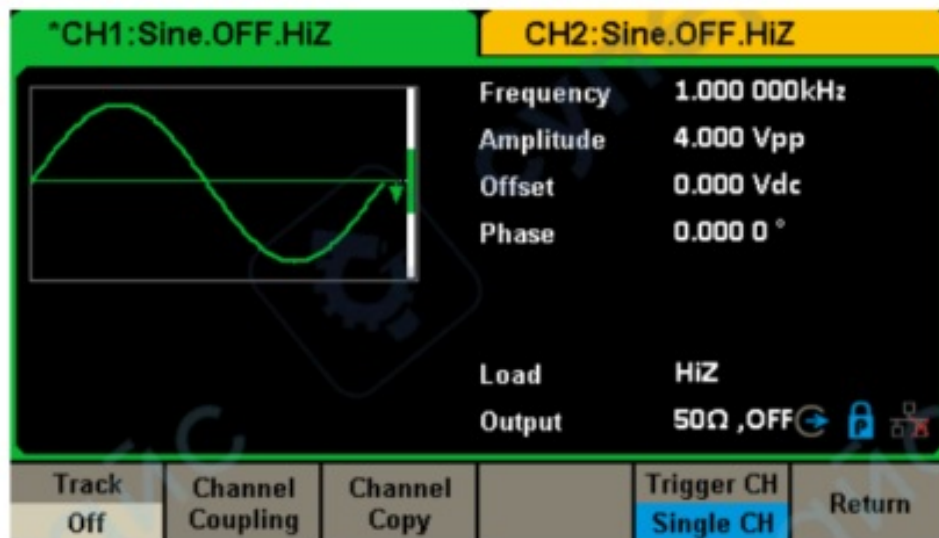 *CH1:Sine.OFF.HiZ
CH2:Sine.OFF.HiZ
Frequency 1.000 000kHz
Amplitude 4.000 Vpp
Offset 0.000 Vdc
Phase 0.000 0 °
Load HiZ
Output 50Ω ,OFF
P
Track
Off
Channel
Coupling
Channel
Copy
Trigger CH
Single CH
Return